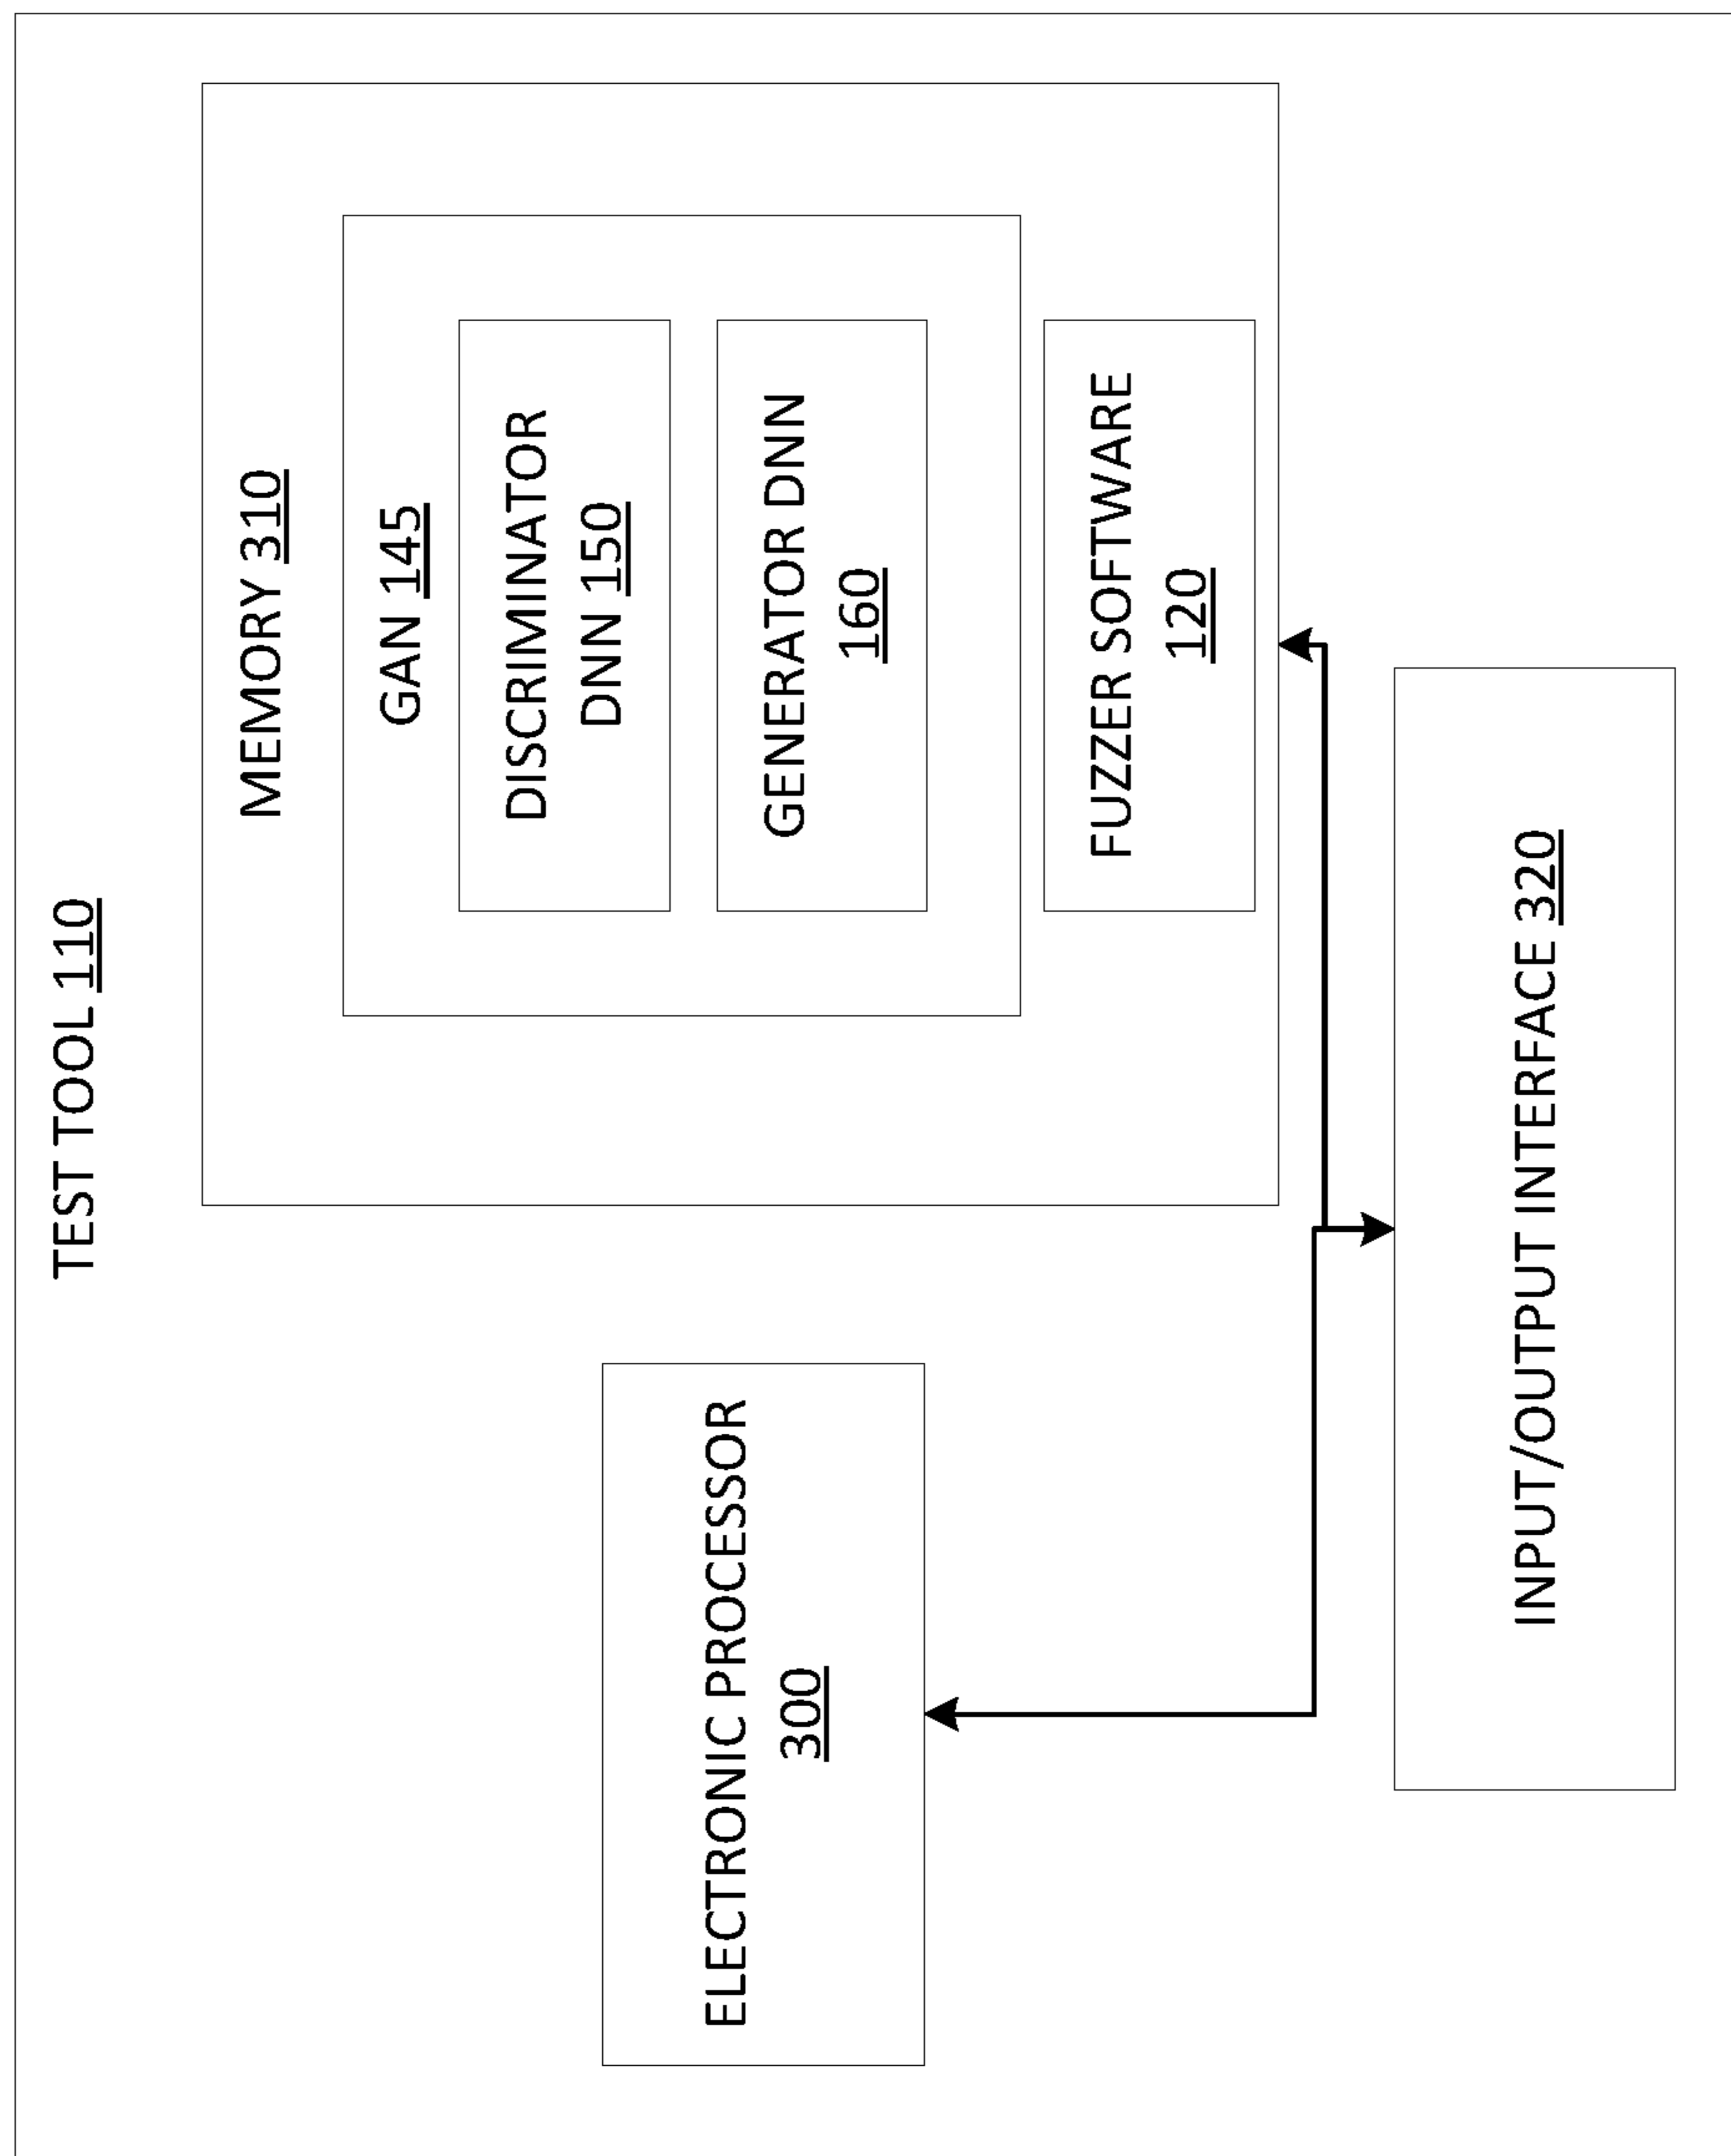 TEST TOOL 110
MEMORY 310
GAN 145
DISCRIMINATOR
DNN 150
GENERATOR DNN
160
FUZZER SOFTWARE
120
ELECTRONIC PROCESSOR
300
INPUT/OUTPUT INTERFACE 320